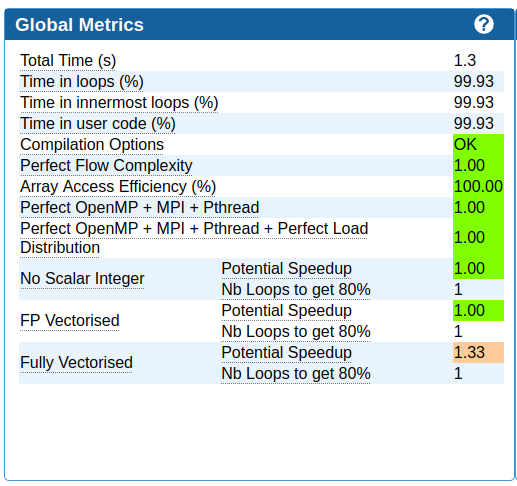 Global Metrics ?
Total Time (s) 1.3
Time in loops (%) 99.93
Time in innermost loops (%) 99.93
Time in user code (%) 99.93
Compilation Options OK
Perfect Flow Complexity 1.00
Array Access Efficiency (%) 100.00
Perfect OpenMP + MPI + Pthread 1.00
Perfect OpenMP + MPI + Pthread + Perfect Load
Distribution 1.00
No Scalar Integer Potential Speedup 1.00
Nb Loops to get 80% 1
FP Vectorised Potential Speedup 1.00
Nb Loops to get 80% 1
Fully Vectorised Potential Speedup 1.33
Nb Loops to get 80% 1